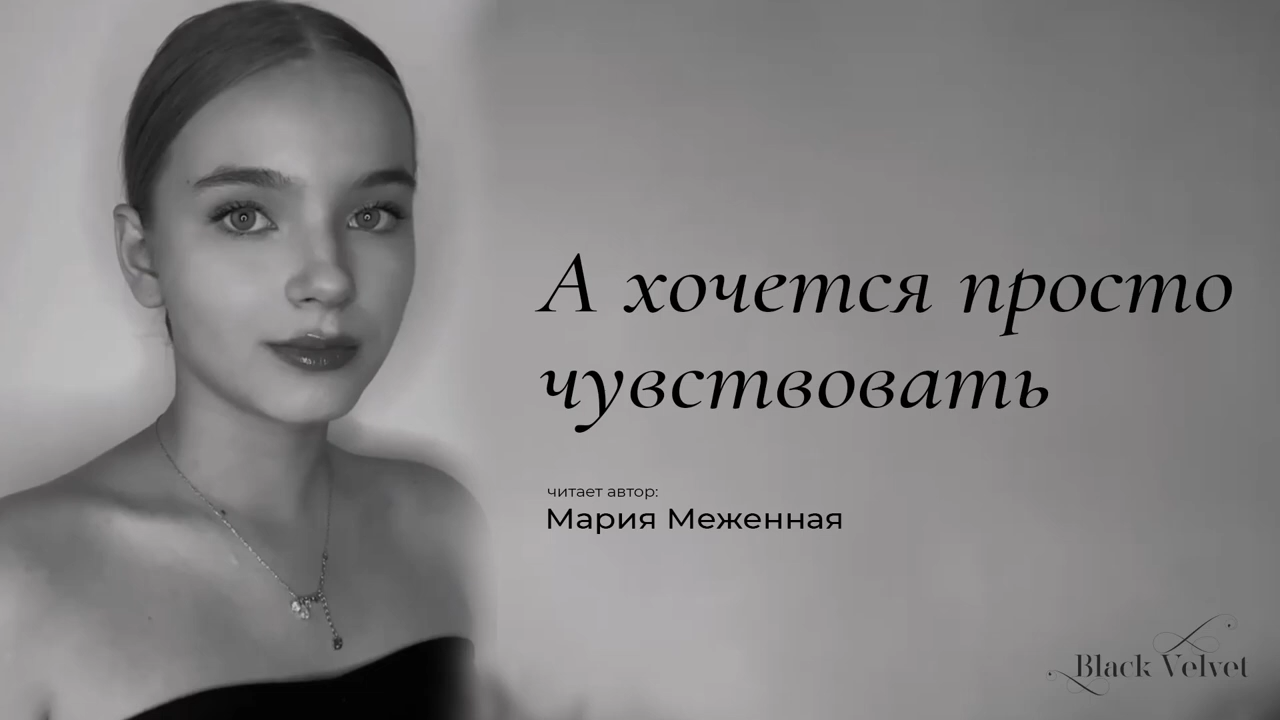 А хочется просто
чувствовать
читает автор:
Мария Меженная
Black Velvet